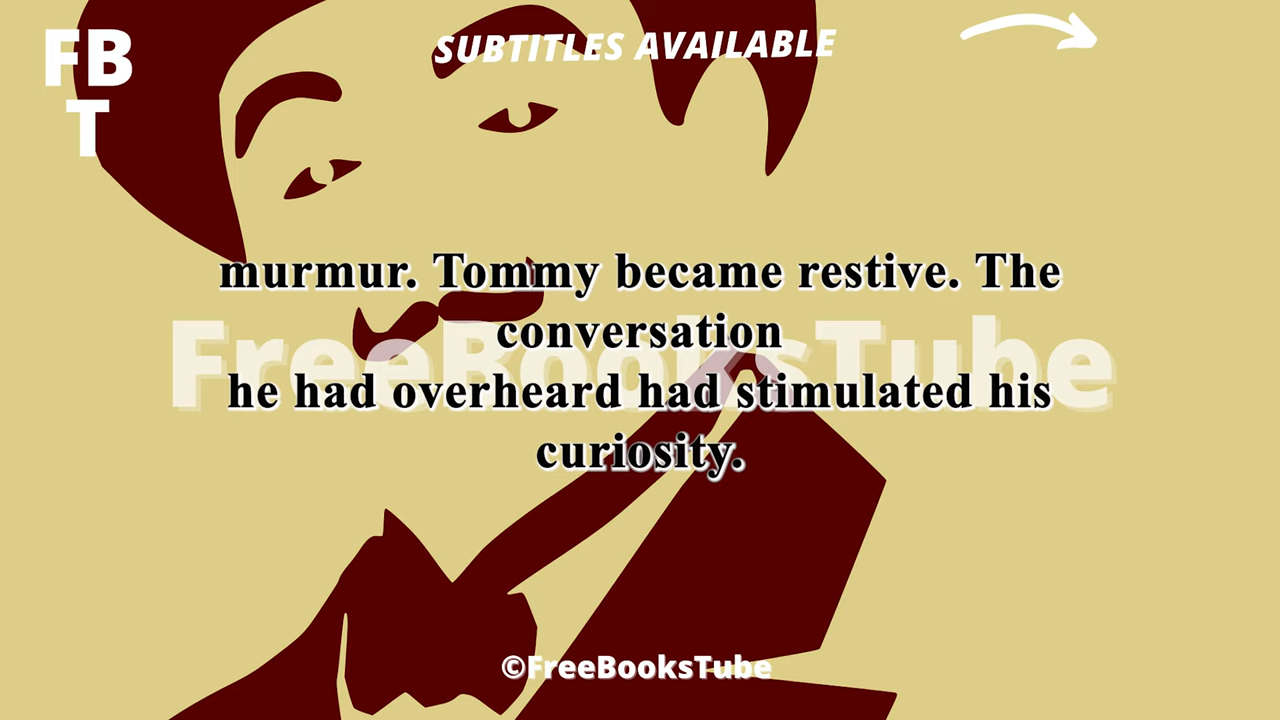 FB
T
SUBTITLES AVAILABLE
murmur. Tommy became restive. The
conversation
FreeBooksTube
he had overheard had stimulated his
curiosity.
©FreeBooksTube